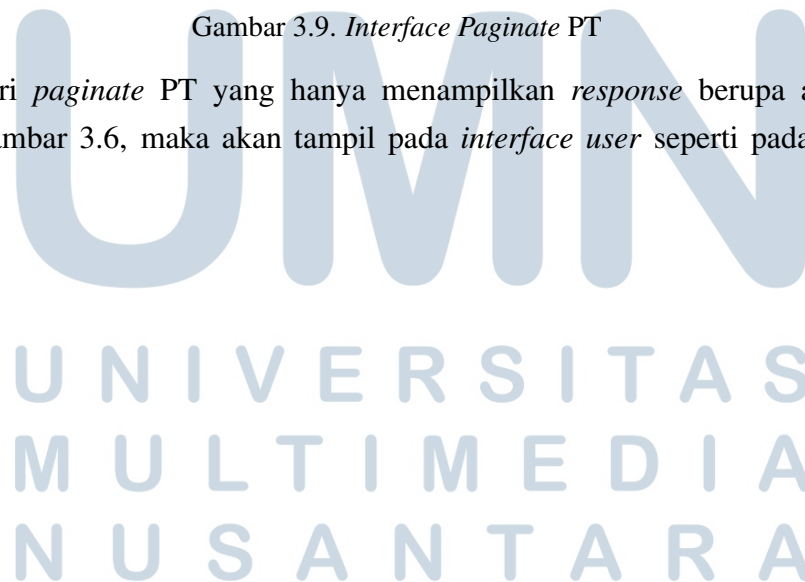 Gambar 3.9. Interface Paginate PT
ri paginate PT yang hanya menampilkan response berupa a
mbar 3.6, maka akan tampil pada interface user seperti pada
UMN
UNIVERSITAS
MULTIMEDIA
NUSANTARA